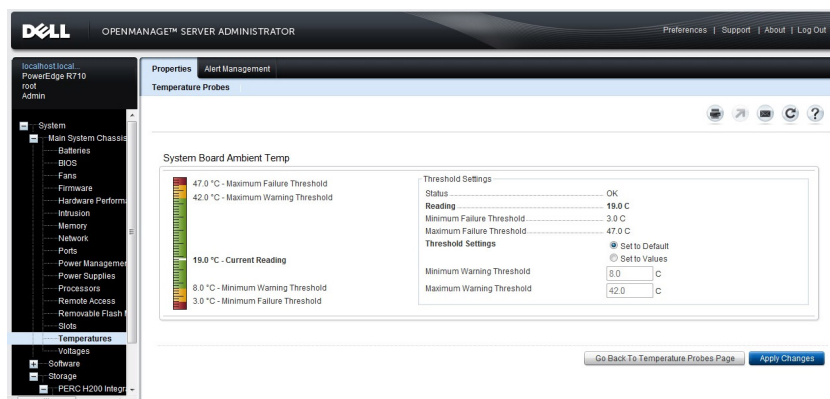 DELL
OPENMANAGE™ SERVER ADMINISTRATOR
Preferences | Support | About | Log Out
localhost.local...
PowerEdge R710
root
Admin
Properties Alert Management
Temperature Probes
System
Main System Chassis
Batteries
BIOS
Fans
Firmware
Hardware Performa
Intrusion
Memory
Network
Ports
Power Managemer
Power Supplies
Processors
Remote Access
Removable Flash
Slots
Temperatures
Voltages
Software
Storage
PERC H200 Integr
System Board Ambient Temp
47.0 °C - Maximum Failure Threshold
42.0 °C - Maximum Warning Threshold
19.0 °C - Current Reading
8.0 °C - Minimum Warning Threshold
3.0 °C - Minimum Failure Threshold
Threshold Settings
Status OK
Reading 19.0 C
Minimum Failure Threshold 3.0 C
Maximum Failure Threshold 47.0 C
Threshold Settings Set to Default
Set to Values
Minimum Warning Threshold 8.0 C
Maximum Warning Threshold 42.0 C
Go Back To Temperature Probes Page Apply Changes